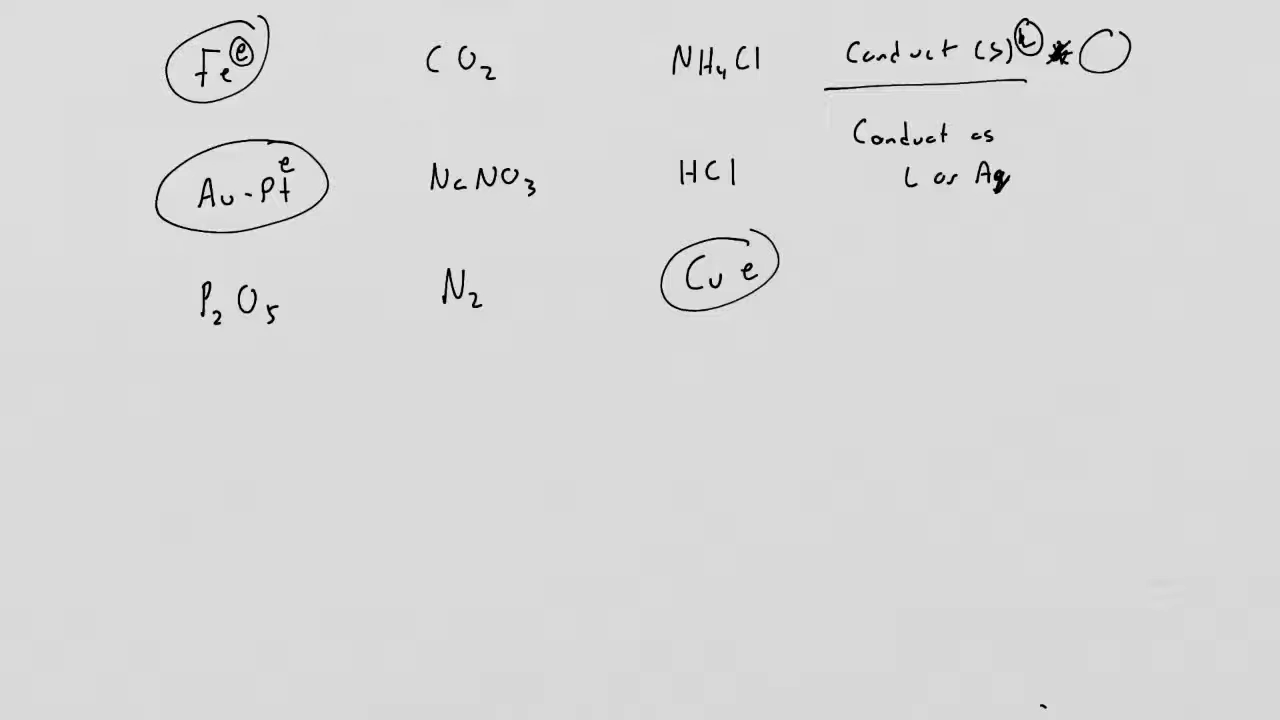 Fe e CO2 NH4Cl Conduct (s) L
Conduct as
Au-Pt e NaNO3 HCl L or Aq
P2O5 N2 Cu e